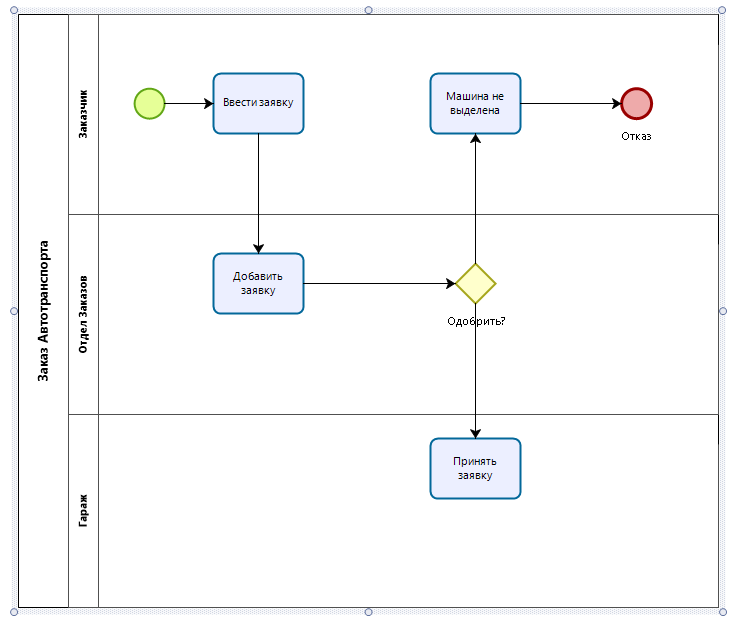 Заказ Автотранспорта
Заказчик
Ввести заявку
Машина не
выделена
Отказ
Отдел Заказов
Добавить
заявку
Одобрить?
Гараж
Принять
заявку